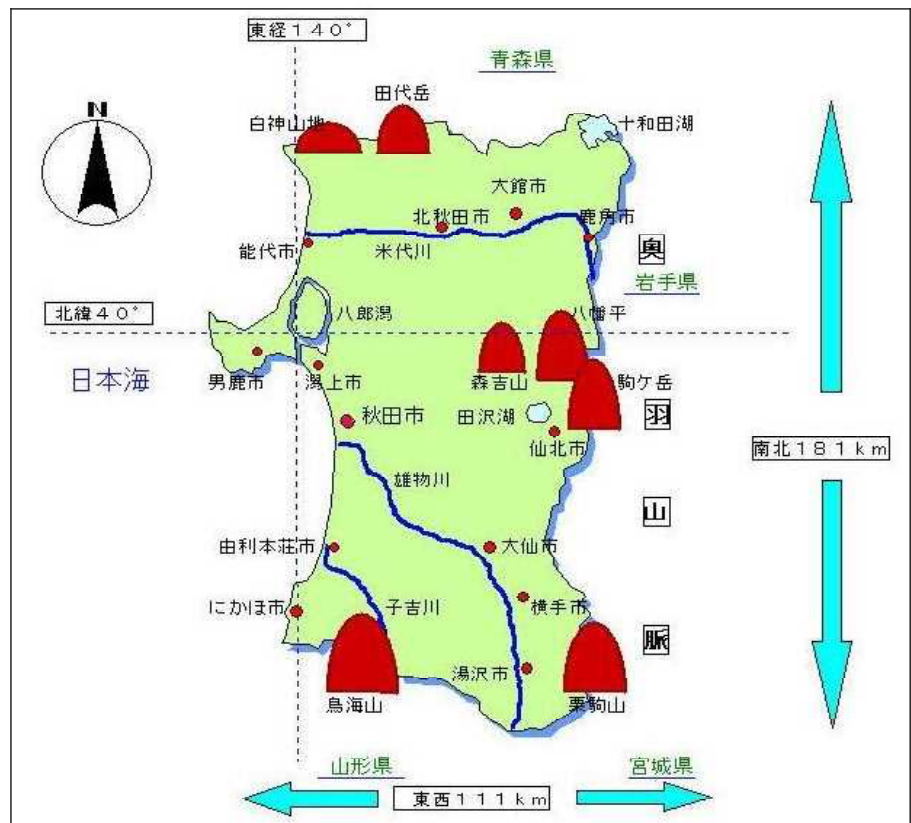 東経140°
青森県
田代岳
N
白神山地
十和田湖
大館市
北秋田市
鹿角市
能代市
米代川
奥
岩手県
北緯40°
八郎潟
八幡平
日本海
男鹿市
潟上市
森吉山
駒ケ岳
秋田市
田沢湖
羽
仙北市
南北181km
雄物川
山
由利本荘市
大仙市
にかほ市
子吉川
横手市
脈
湯沢市
鳥海山
栗駒山
山形県
宮城県
東西111km